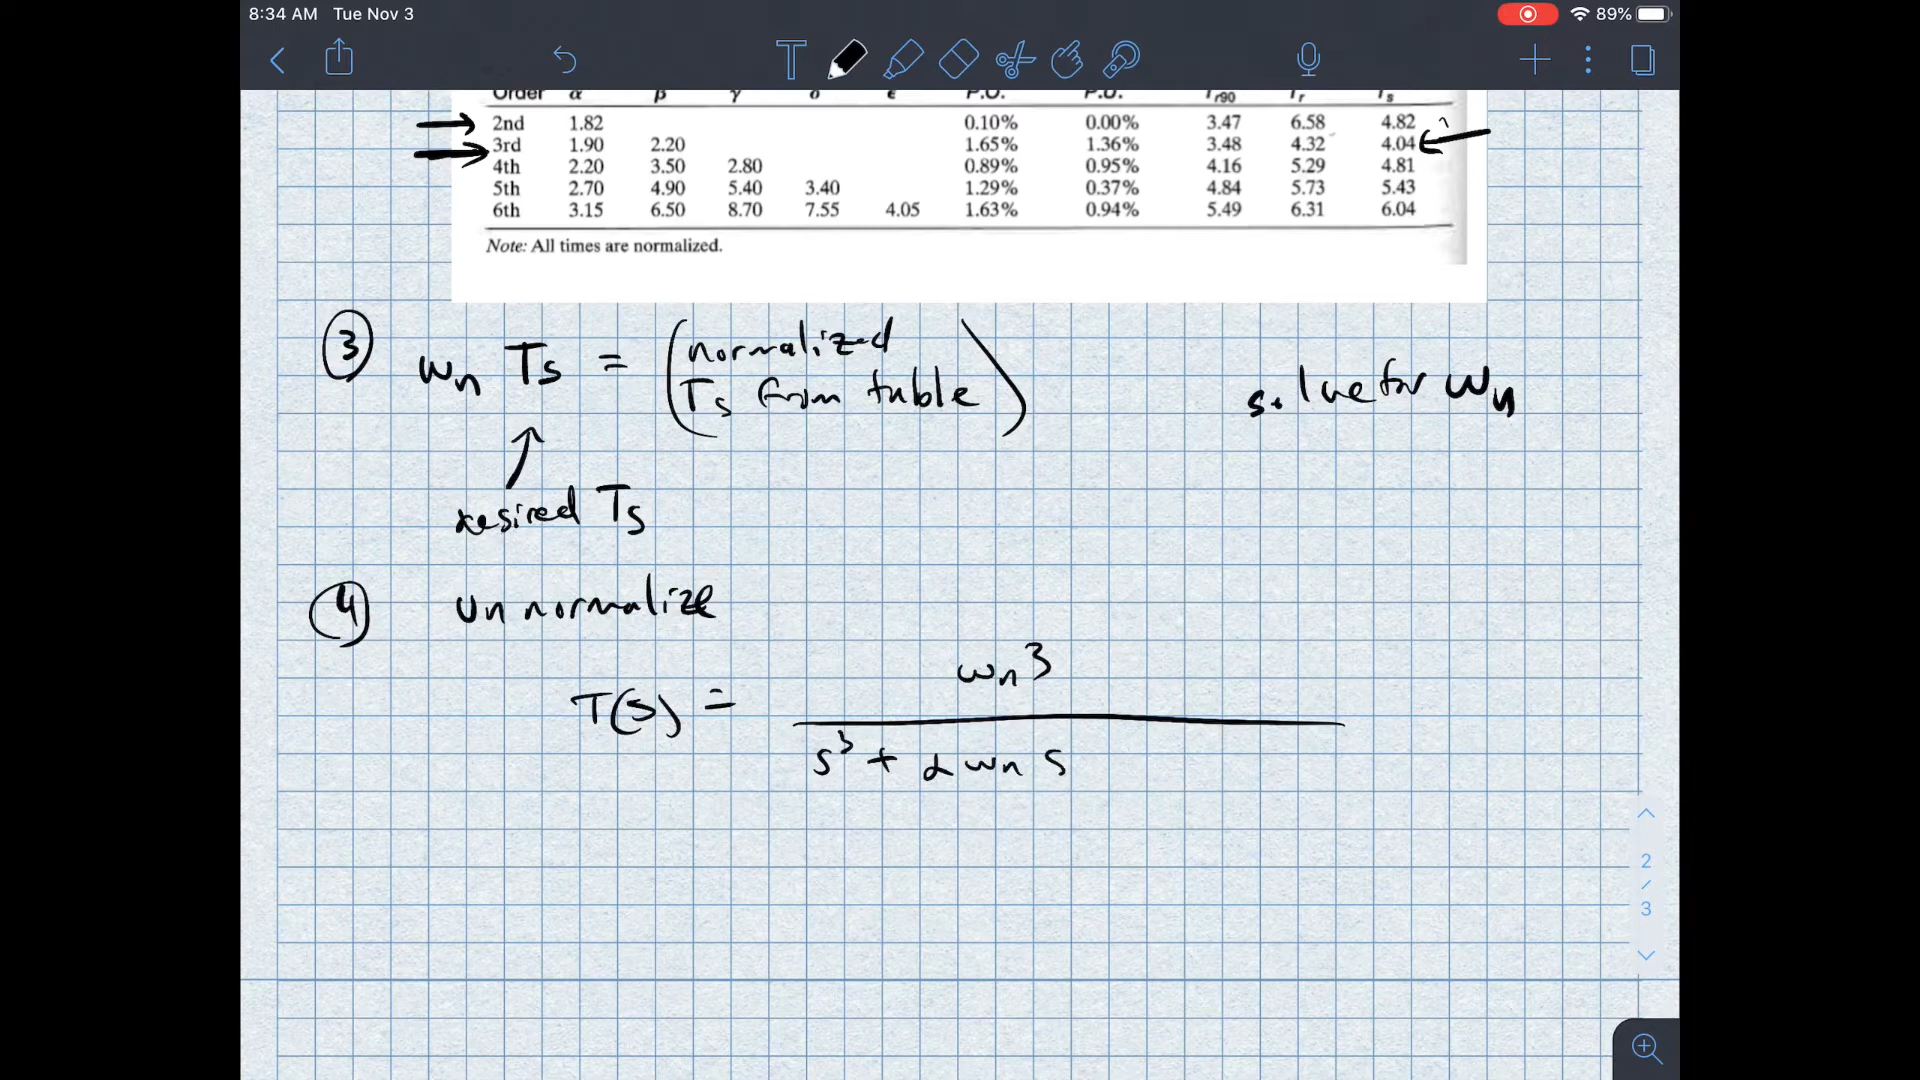 8:34 AM Tue Nov 3 89%
Order α β γ δ ϵ P.O. P.O. Tr90 Tr Ts
2nd 1.82 0.10% 0.00% 3.47 6.58 4.82
3rd 1.90 2.20 1.65% 1.36% 3.48 4.32 4.04
4th 2.20 3.50 2.80 0.89% 0.95% 4.16 5.29 4.81
5th 2.70 4.90 5.40 3.40 1.29% 0.37% 4.84 5.73 5.43
6th 3.15 6.50 8.70 7.55 4.05 1.63% 0.94% 5.49 6.31 6.04
Note: All times are normalized.
3 ωn Ts = (normalized
Ts from table)
solve for ωn
desired Ts
4 Un normalize
T(s) = ωn3
s3 + α ωn s
2
/
3